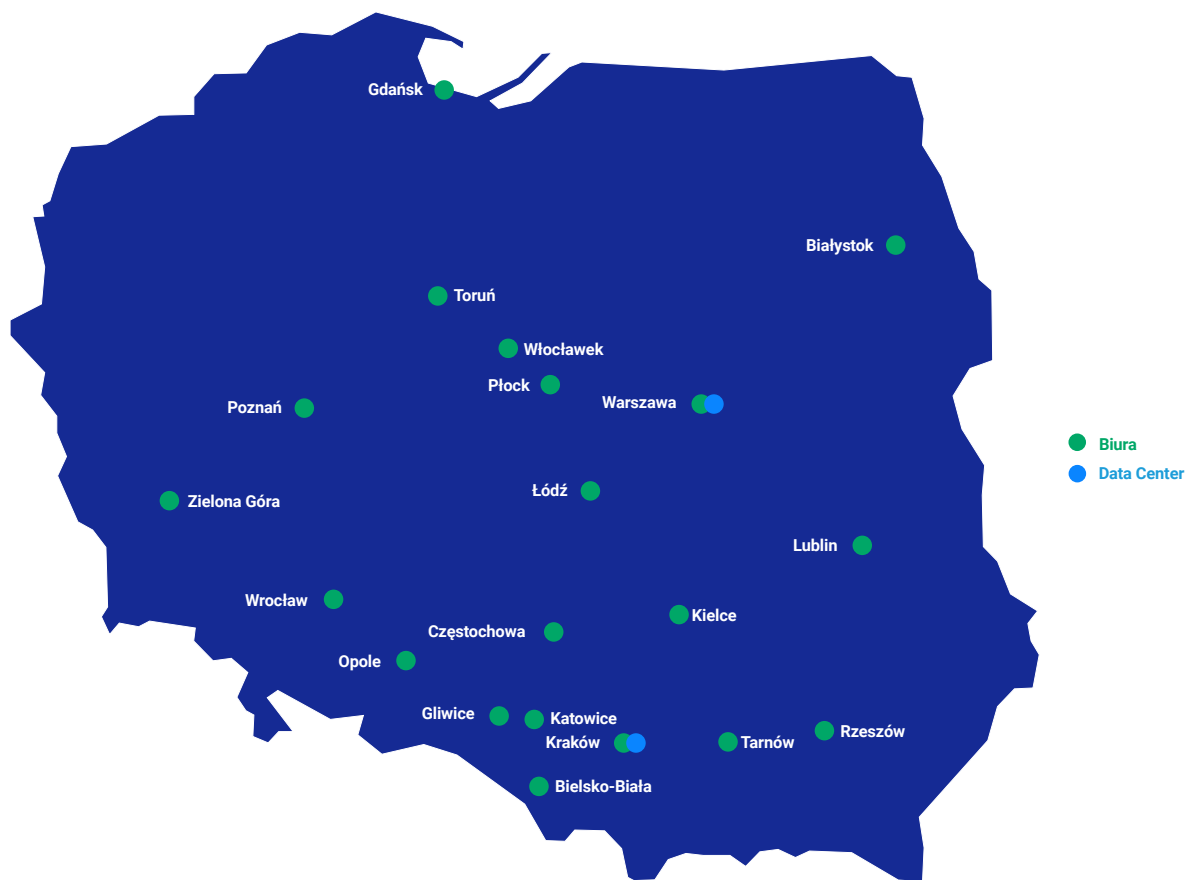 Gdańsk
Białystok
Toruń
Włocławek
Płock
Warszawa
Poznań
Biura
Data Center
Łódź
Zielona Góra
Lublin
Wrocław
Kielce
Częstochowa
Opole
Gliwice
Katowice
Rzeszów
Kraków
Tarnów
Bielsko-Biała